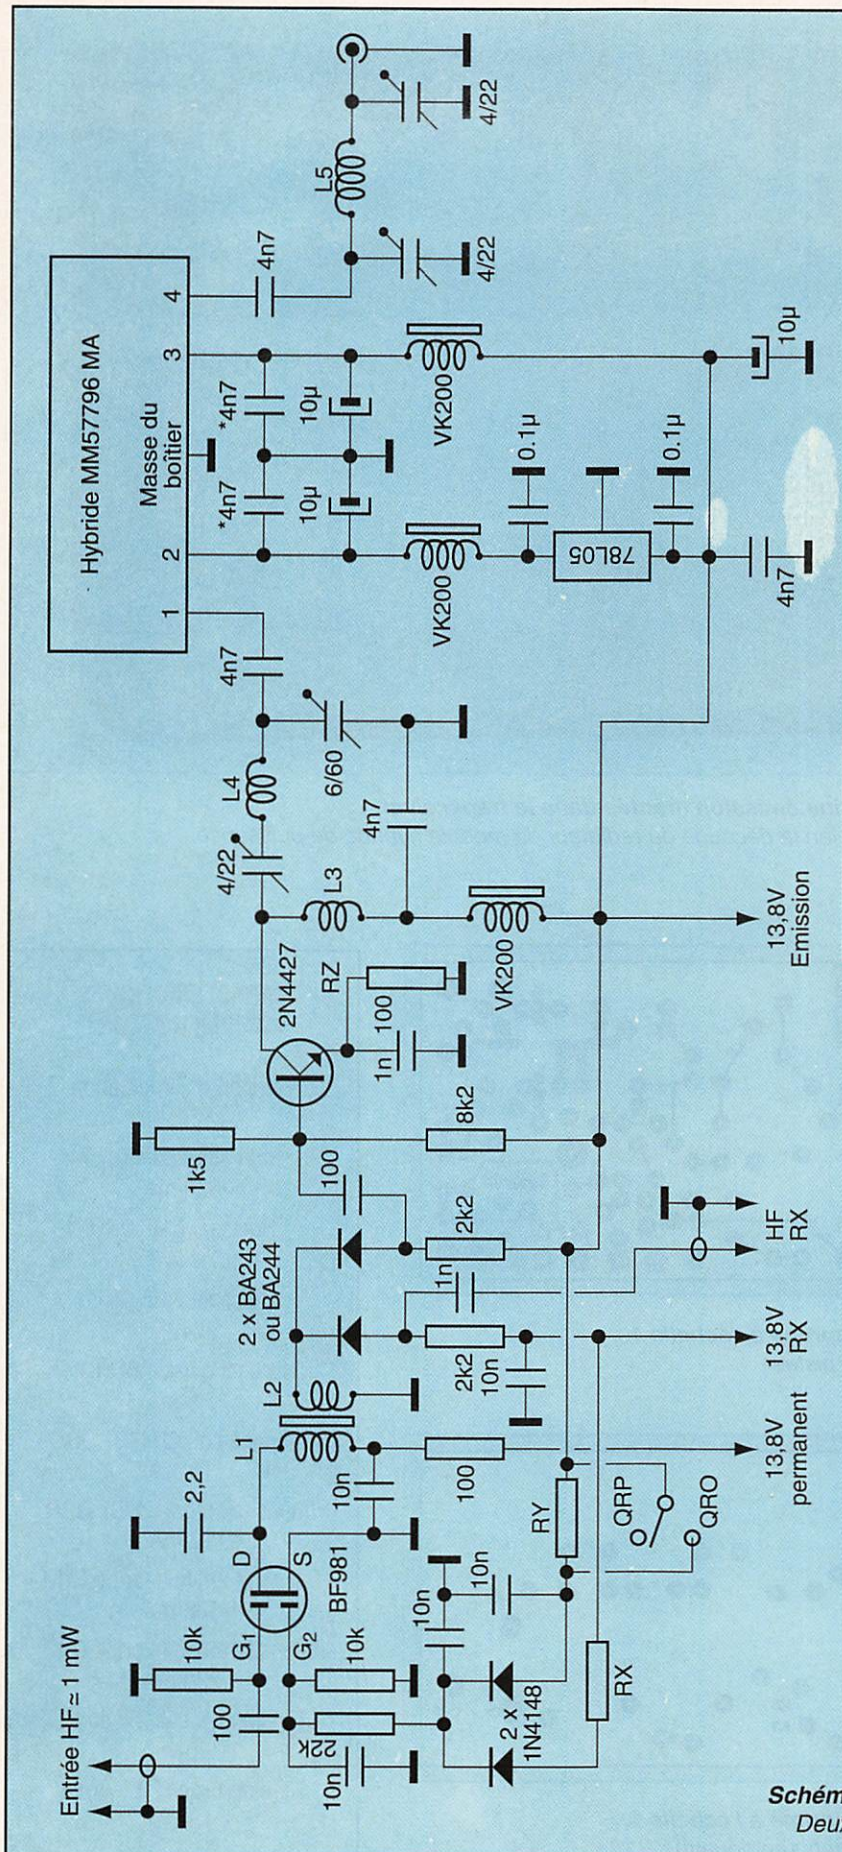 Entrée HF ≃ 1 mW
100
10k
G1
G2
D
S
BF981
2,2
10k
22k
10n
10n
10n
2 x
1N4148
RX
RY
QRP
QRO
L1
L2
10n
100
13,8V
permanent
2 x BA243
ou BA244
2k2
10n
13,8V
RX
1n
2k2
HF
RX
100
1k5
8k2
2N4427
RZ
100
1n
L3
VK200
13,8V
Emission
4/22
L4
6/60
4n7
4n7
Hybride MM57796 MA
Masse du
boîtier
1
2
3
4
*4n7
*4n7
10µ
10µ
VK200
VK200
0.1µ
78L05
0.1µ
4n7
10µ
4n7
4/22
L5
4/22
Schém
Deux